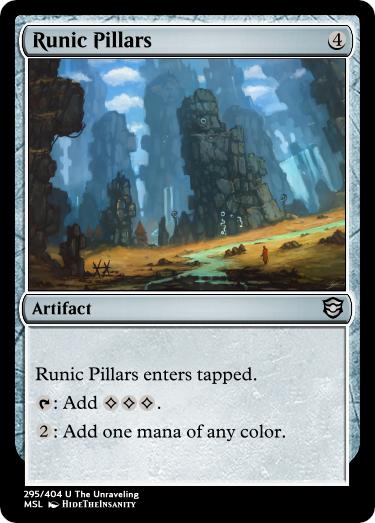 Runic Pillars 4
Artifact
Runic Pillars enters tapped.
: Add .
2: Add one mana of any color.
295/404 U The Unraveling
MSL HideTheInsanity